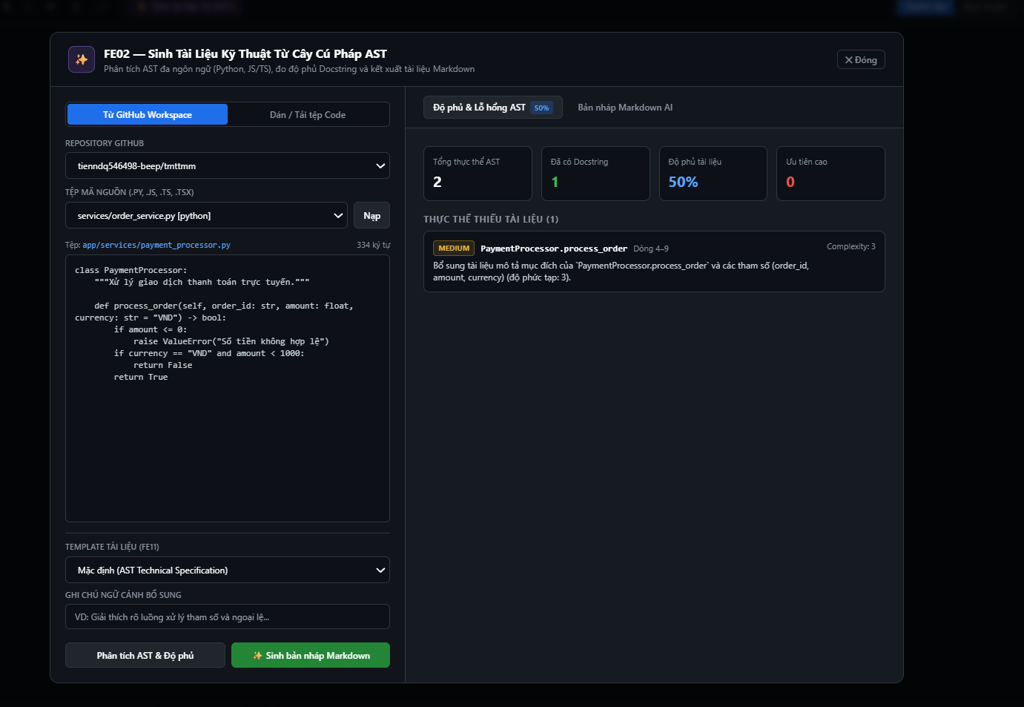 FE02 — Sinh Tài Liệu Kỹ Thuật Từ Cây Cú Pháp AST
Phân tích AST đa ngôn ngữ (Python, JS/TS), đo độ phủ Docstring và kết xuất tài liệu Markdown
✕ Đóng
Từ GitHub Workspace
Dán / Tải tệp Code
REPOSITORY GITHUB
tienndq546498-beep/tmttmm
TỆP MÃ NGUỒN (.PY, .JS, .TS, .TSX)
services/order_service.py [python]
Nạp
Tệp: app/services/payment_processor.py
334 ký tự
class PaymentProcessor:
    """Xử lý giao dịch thanh toán trực tuyến."""
    def process_order(self, order_id: str, amount: float,
currency: str = "VND") -> bool:
        if amount <= 0:
            raise ValueError("Số tiền không hợp lệ")
        if currency == "VND" and amount < 1000:
            return False
        return True
TEMPLATE TÀI LIỆU (FE11)
Mặc định (AST Technical Specification)
GHI CHÚ NGỮ CẢNH BỔ SUNG
VD: Giải thích rõ luồng xử lý tham số và ngoại lệ...
Phân tích AST & Độ phủ
✨ Sinh bản nháp Markdown
Độ phủ & Lỗ hổng AST 50%
Bản nháp Markdown AI
Tổng thực thể AST
2
Đã có Docstring
1
Độ phủ tài liệu
50%
Ưu tiên cao
0
THỰC THỂ THIẾU TÀI LIỆU (1)
MEDIUM PaymentProcessor.process_order Dòng 4–9
Complexity: 3
Bổ sung tài liệu mô tả mục đích của `PaymentProcessor.process_order` và các tham số (order_id,
amount, currency) (độ phức tạp: 3).